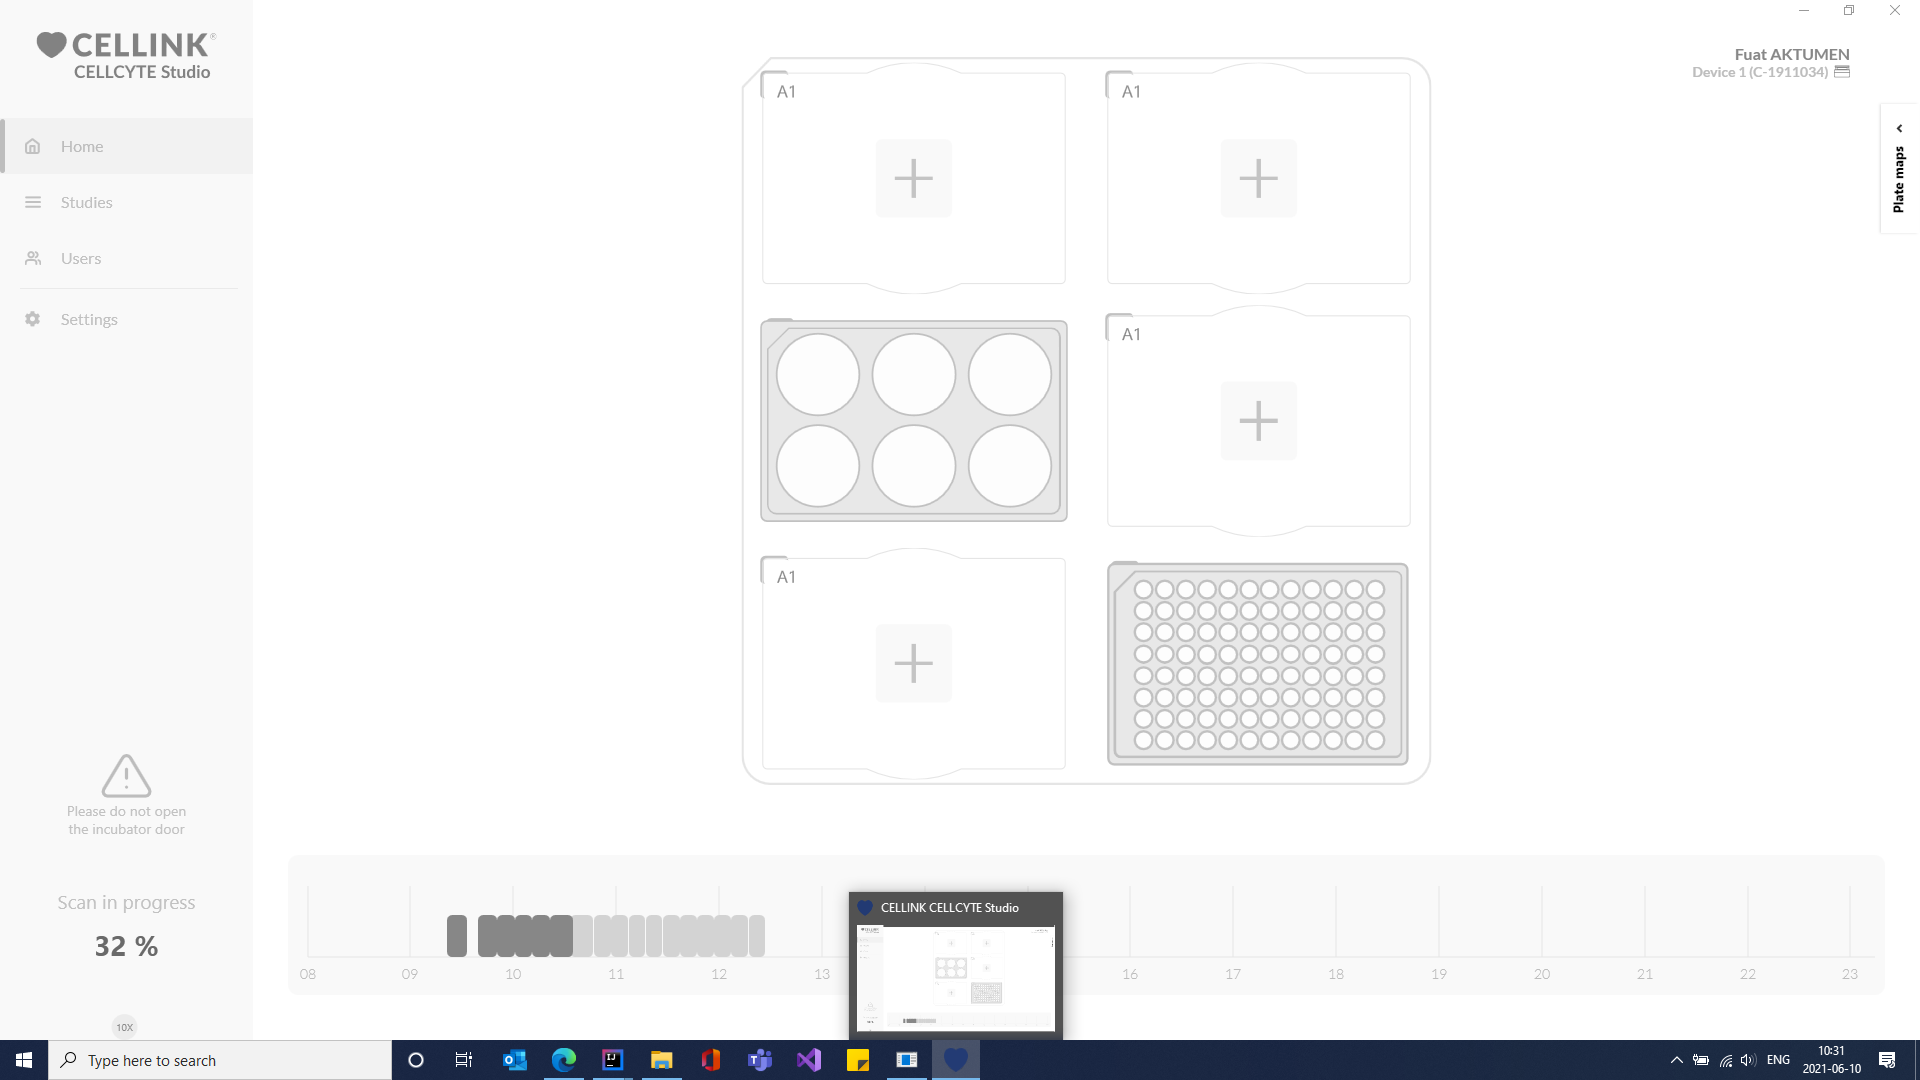 CELLINK®
CELLCYTE Studio
Home
Studies
Users
Settings
Please do not open
the incubator door
Scan in progress
32 %
10X
Fuat AKTUMEN
Device 1 (C-1911034)
Plate maps
A1
A1
A1
A1
08 09 10 11 12 13 16 17 18 19 20 21 22 23
CELLINK CELLCYTE Studio
Type here to search
ENG
10:31
2021-06-10